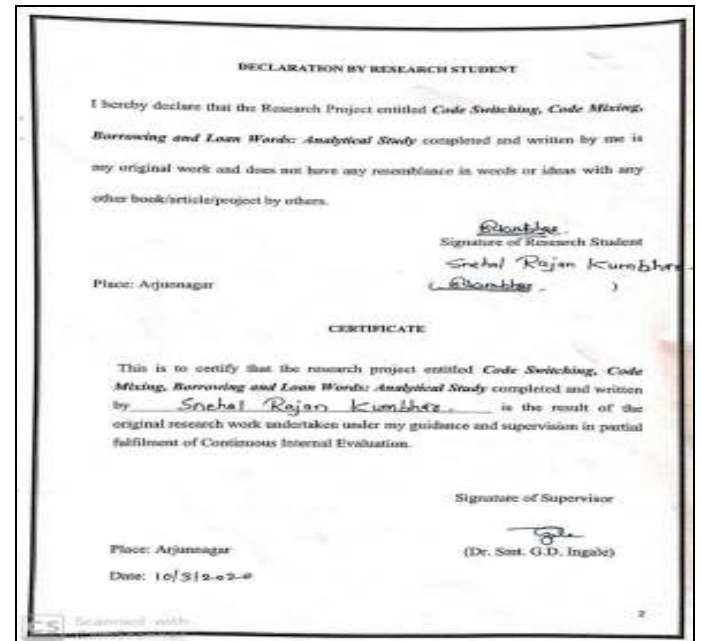 DECLARATION BY RESEARCH STUDENT
I hereby declare that the Research Project entitled Code Switching, Code Mixing,
Borrowing and Loan Words: Analytical Study completed and written by me is
my original work and does not have any resemblance in words or ideas with any
other book/article/project by others.
Signature of Research Student
Snehal Rajan Kumbhar
Place: Arjunnagar
( )
CERTIFICATE
This is to certify that the research project entitled Code Switching, Code
Mixing, Borrowing and Loan Words: Analytical Study completed and written
by Snehal Rajan Kumbhar. is the result of the
original research work undertaken under my guidance and supervision in partial
fulfilment of Continuous Internal Evaluation.
Signature of Supervisor
Place: Arjunnagar
(Dr. Smt. G.D. Ingale)
Date: 10/3/2020
2
CS Scanned with